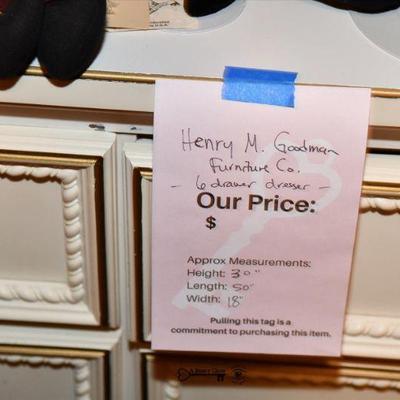 Henry M. Goodman
Furniture Co.
- 6 drawer dresser -
Our Price:
$
Approx Measurements:
Height: 30"
Length: 50"
Width: 18"
Pulling this tag is a
commitment to purchasing this item.